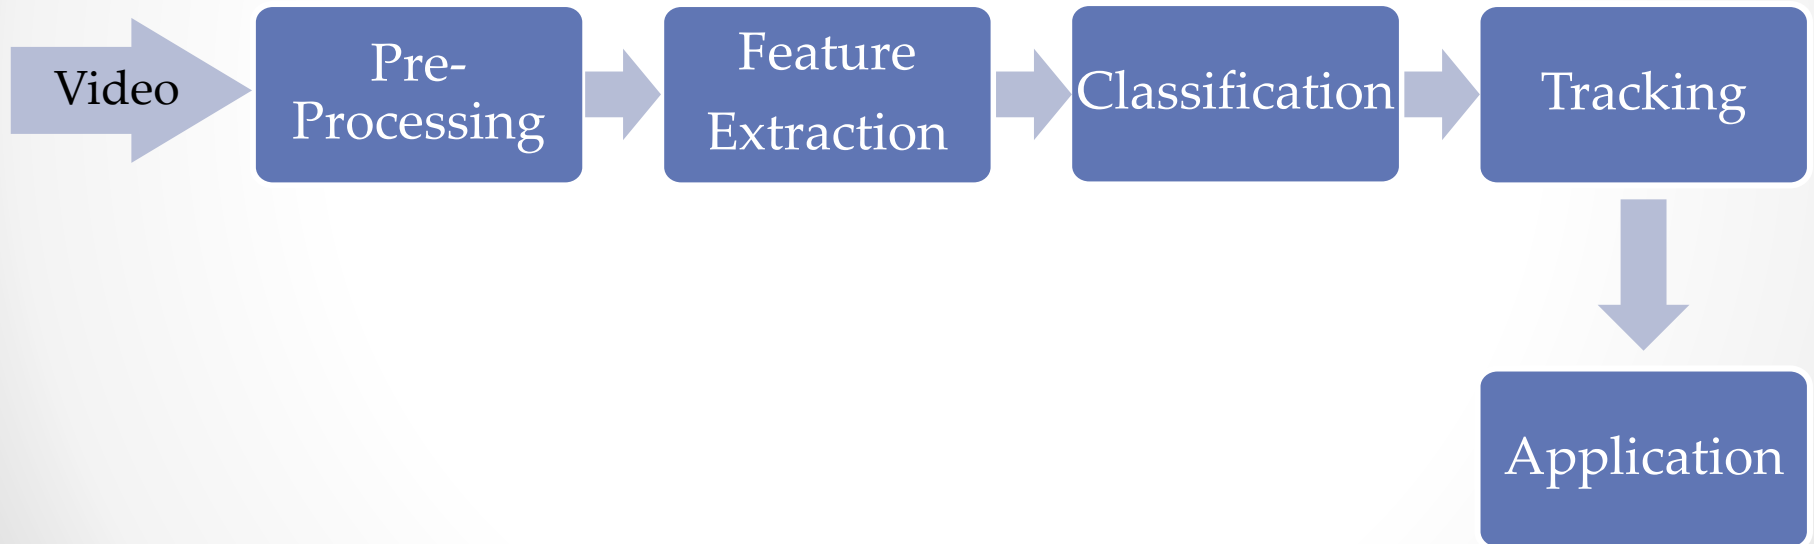 Video
Pre-
Processing
Feature
Extraction
Classification
Tracking
Application